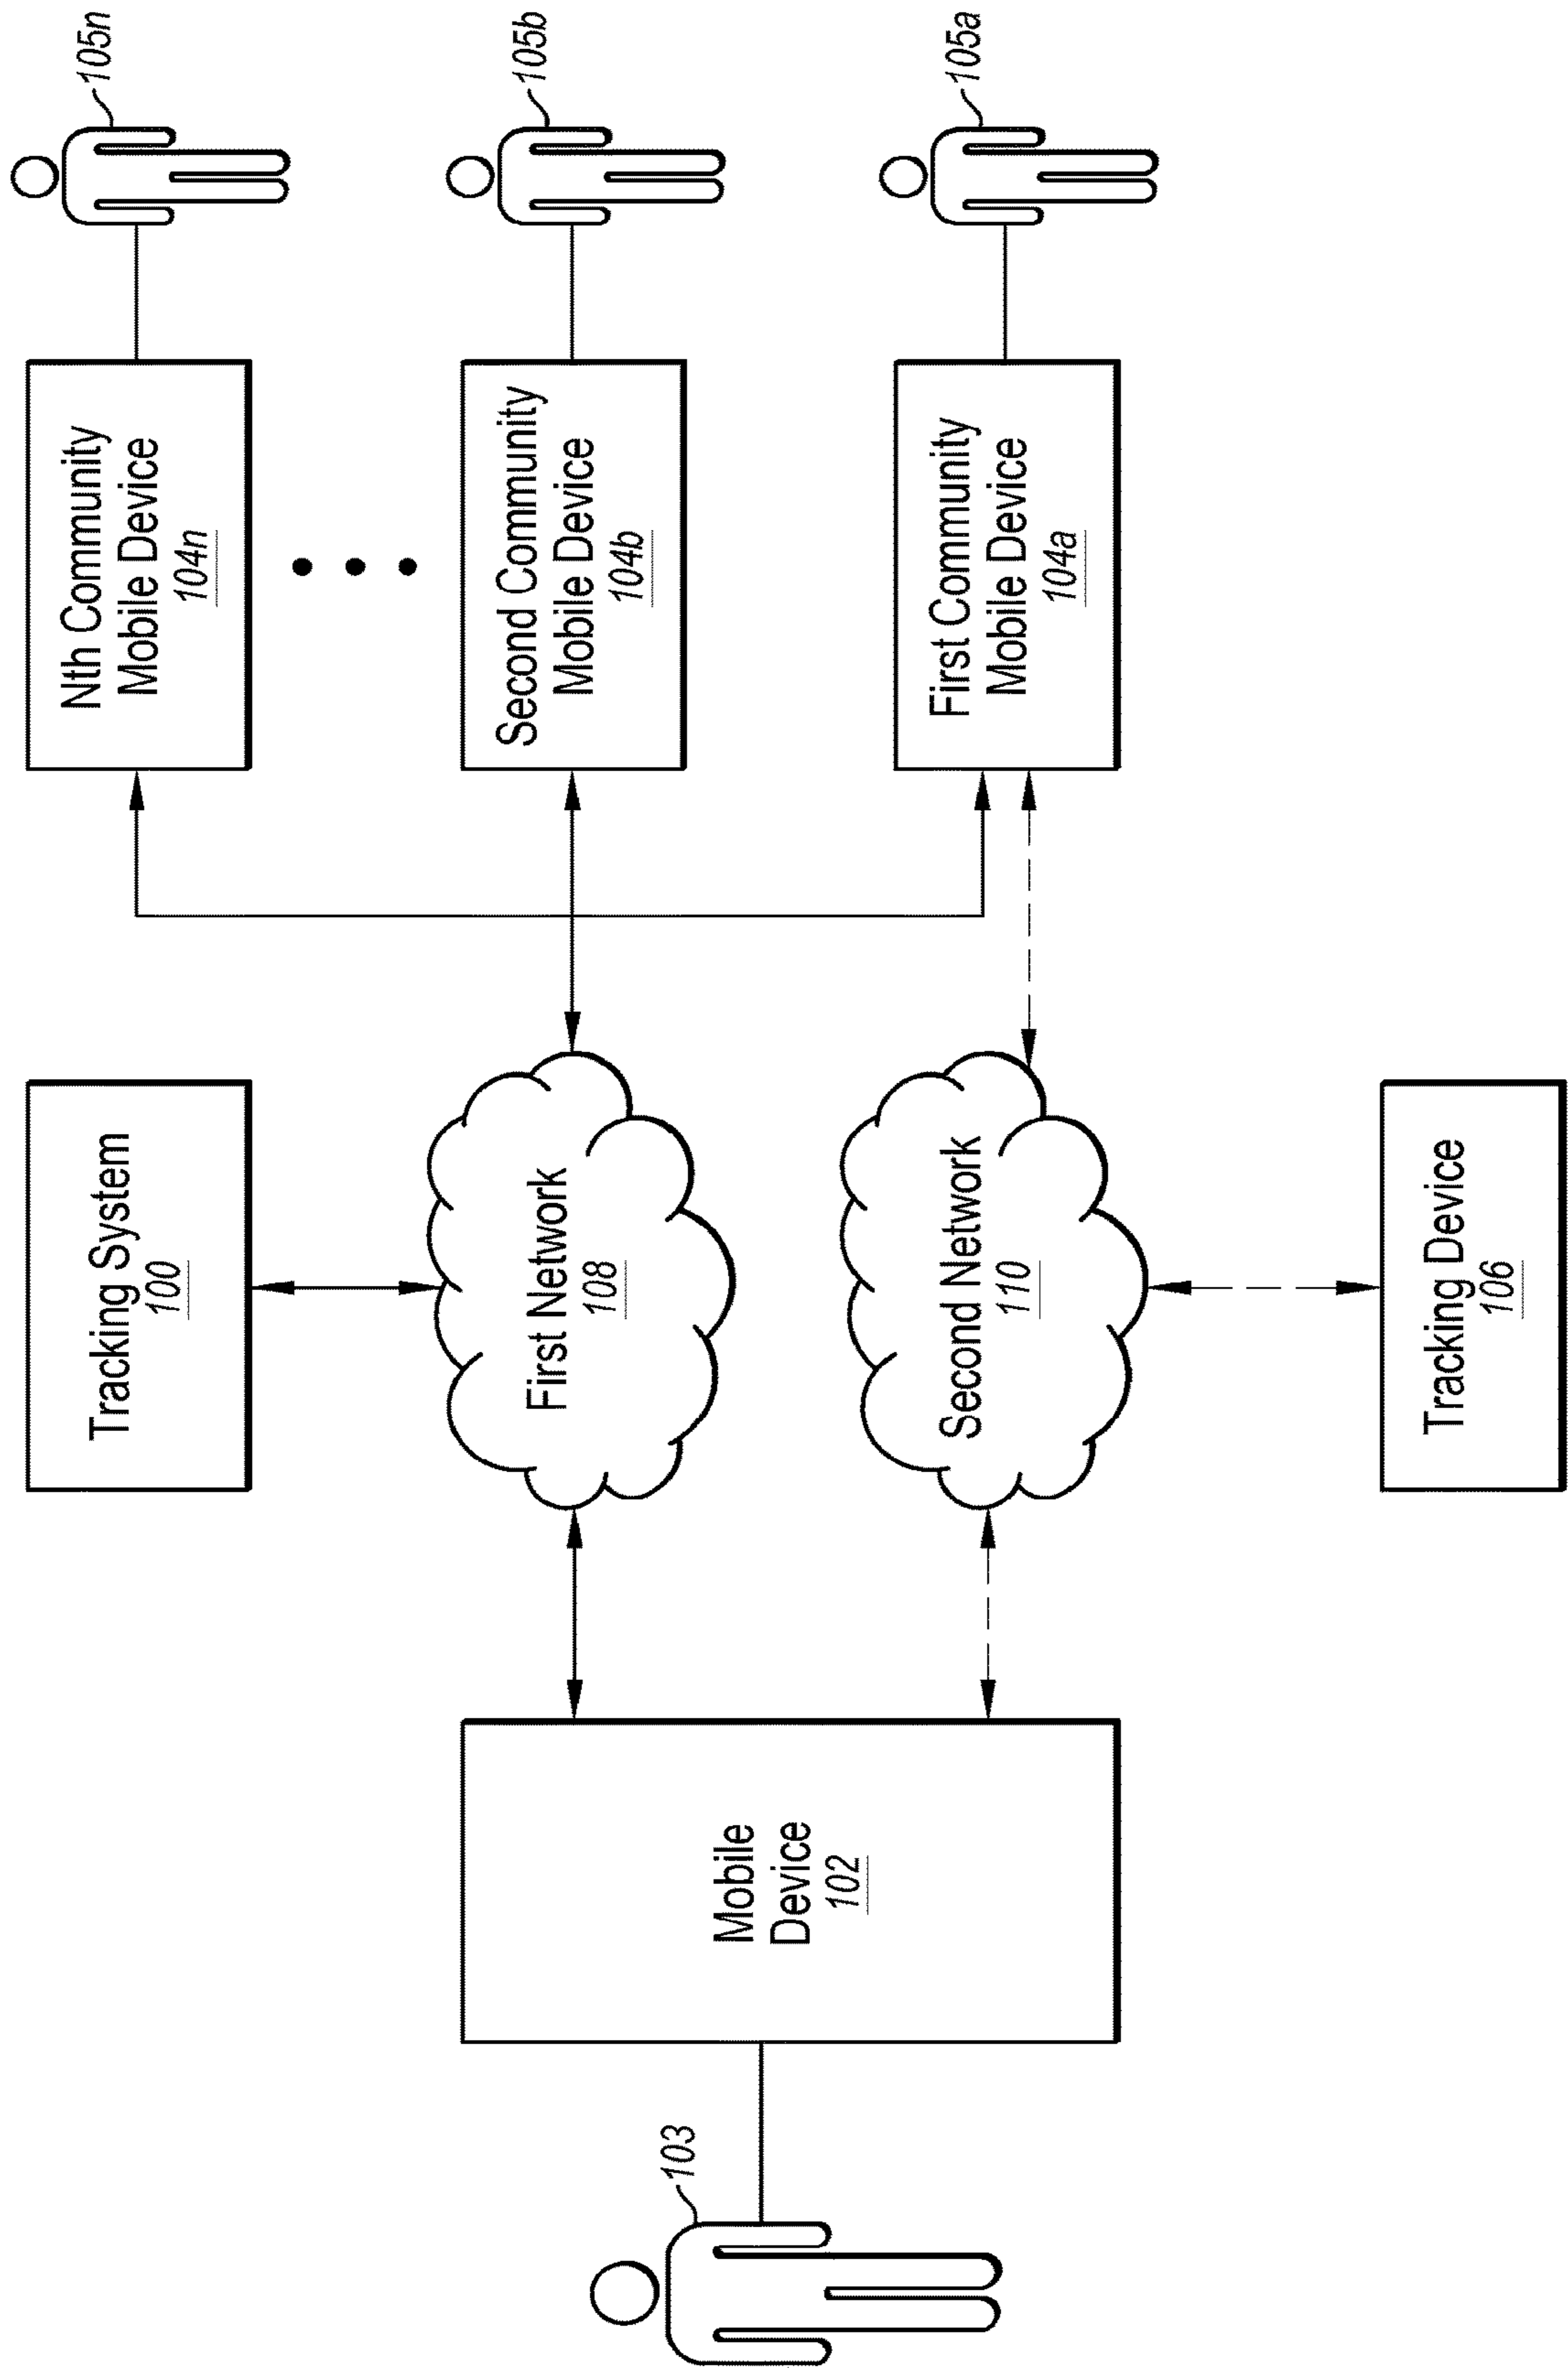 Tracking System
100
Nth Community
Mobile Device
104n
105n
103
Mobile
Device
102
First Network
108
Second Community
Mobile Device
104b
105b
Second Network
110
First Community
Mobile Device
104a
105a
Tracking Device
106